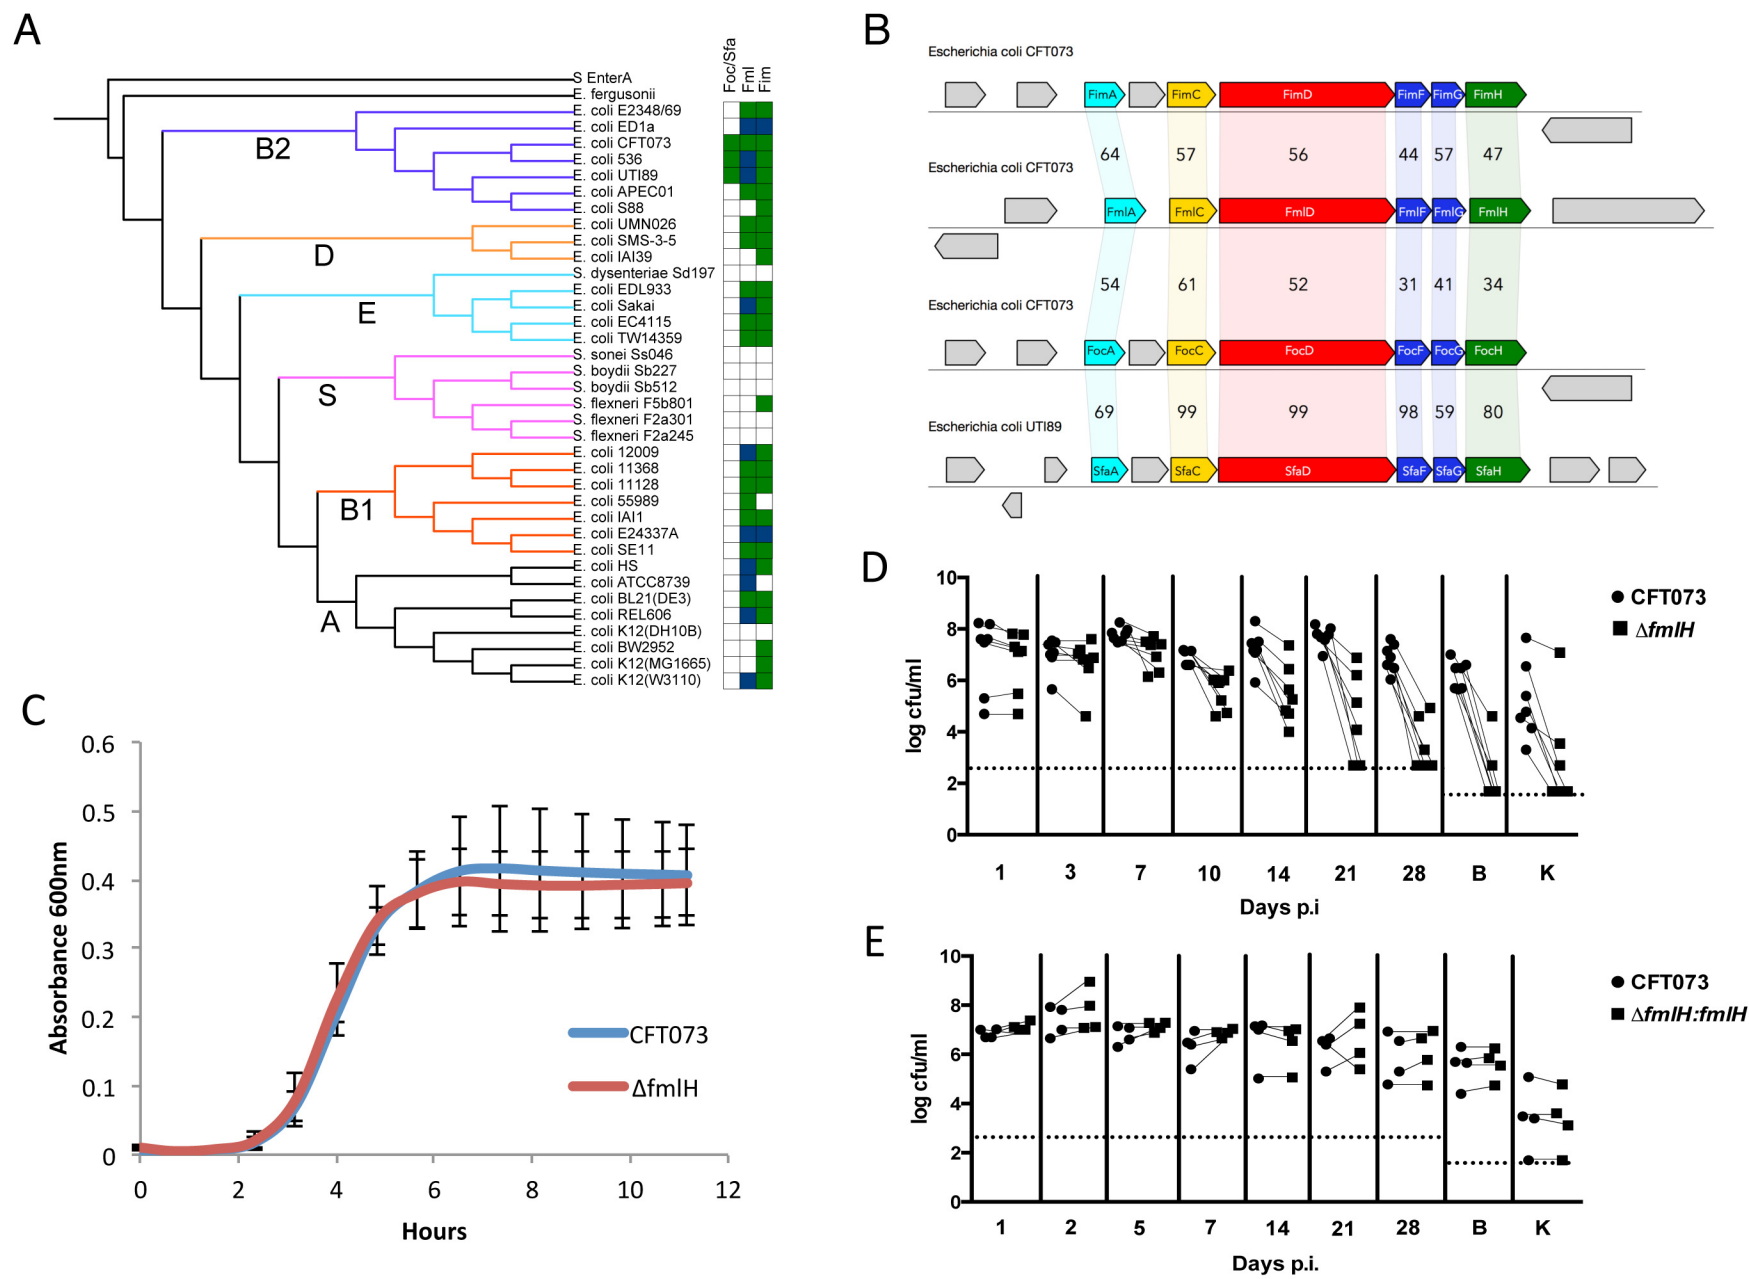 A
Foc/Sfa
Fml
Fim
S EnterA
E. fergusonii
E. coli E2348/69
E. coli ED1a
E. coli CFT073
E. coli 536
E. coli UTI89
E. coli APEC01
E. coli S88
E. coli UMN026
E. coli SMS-3-5
E. coli IAI39
S. dysenteriae Sd197
E. coli EDL933
E. coli Sakai
E. coli EC4115
E. coli TW14359
S. sonei Ss046
S. boydii Sb227
S. boydii Sb512
S. flexneri F5b801
S. flexneri F2a301
S. flexneri F2a245
E. coli 12009
E. coli 11368
E. coli 11128
E. coli 55989
E. coli IAI1
E. coli E24337A
E. coli SE11
E. coli HS
E. coli ATCC8739
E. coli BL21(DE3)
E. coli REL606
E. coli K12(DH10B)
E. coli BW2952
E. coli K12(MG1665)
E. coli K12(W3110)
B2
D
E
S
B1
A
B
Escherichia coli CFT073
FimA FimC FimD FimF FimG FimH
64 57 56 44 57 47
Escherichia coli CFT073
FmlA FmlC FmlD FmlF FmlG FmlH
54 61 52 31 41 34
Escherichia coli CFT073
FocA FocC FocD FocF FocG FocH
69 99 99 98 59 80
Escherichia coli UTI89
SfaA SfaC SfaD SfaF SfaG SfaH
C
Absorbance 600nm
0.6
0.5
0.4
0.3
0.2
0.1
0
0 2 4 6 8 10 12
Hours
CFT073
ΔfmlH
D
log cfu/ml
10
8
6
4
2
0
1 3 7 10 14 21 28 B K
Days p.i
CFT073
ΔfmlH
E
log cfu/ml
10
8
6
4
2
0
1 2 5 7 14 21 28 B K
Days p.i.
CFT073
ΔfmlH:fmlH